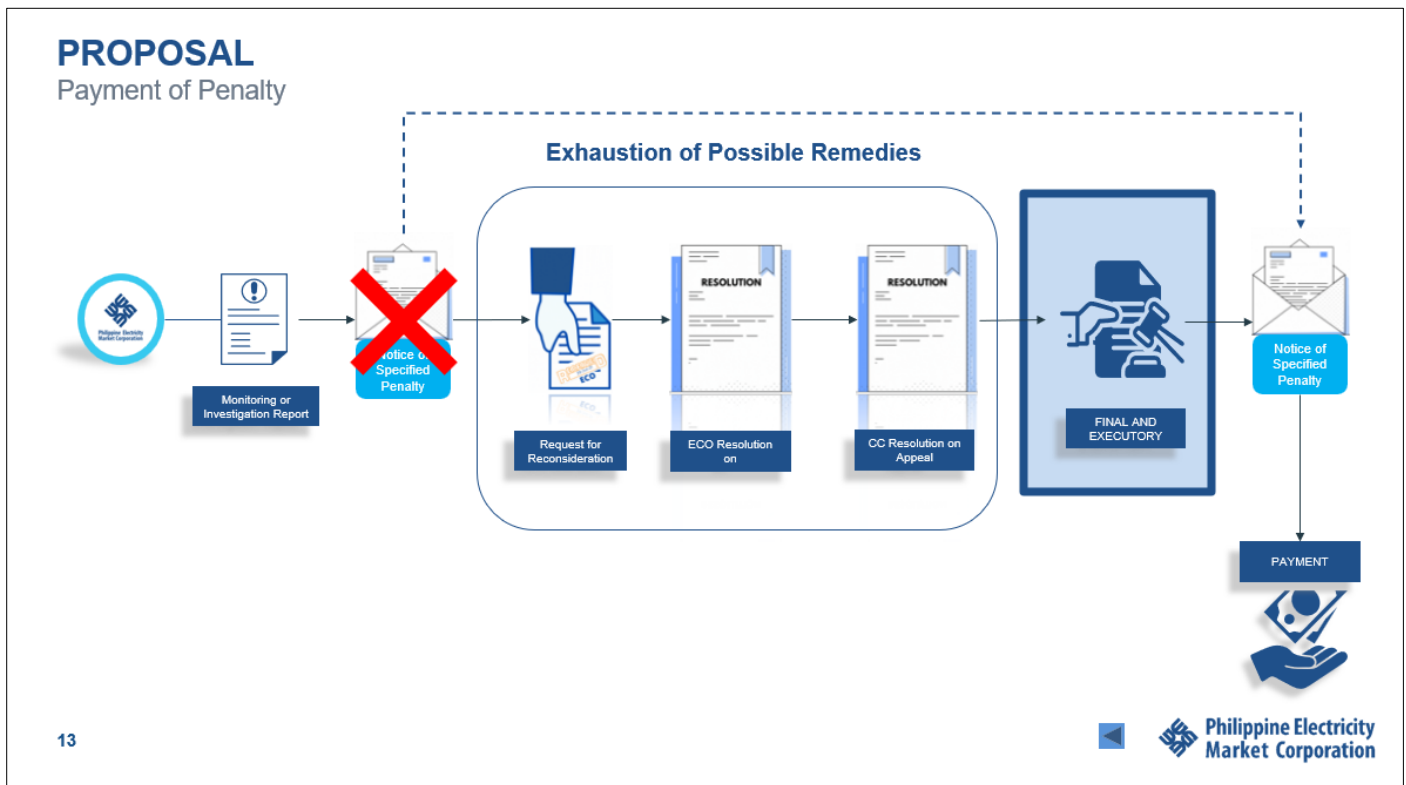 PROPOSAL
Payment of Penalty
Exhaustion of Possible Remedies
Philippine Electricity
Market Corporation
Monitoring or
Investigation Report
Notice of
Specified
Penalty
ECO
Request for
Reconsideration
RESOLUTION
ECO Resolution
on
RESOLUTION
CC Resolution on
Appeal
FINAL AND
EXECUTORY
Notice of
Specified
Penalty
PAYMENT
13
Philippine Electricity
Market Corporation